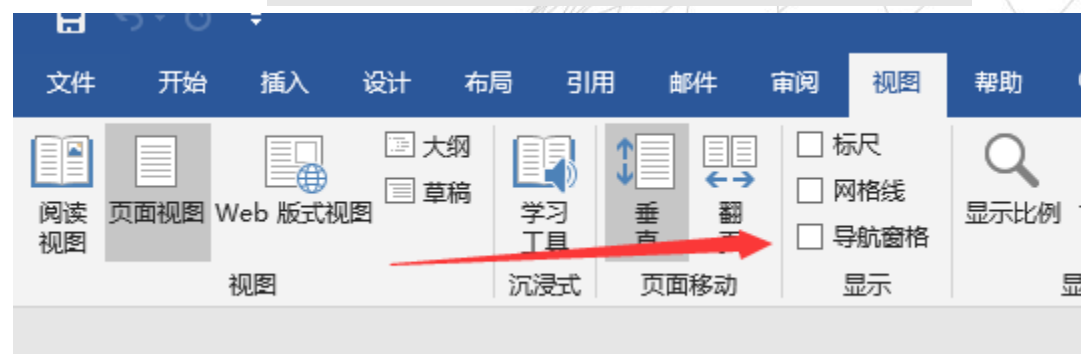 文件 开始 插入 设计 布局 引用 邮件 审阅 视图 帮助
大纲
草稿
阅读
视图
页面视图
Web 版式视图
学习
工具
垂
直
翻
标尺
网格线
导航窗格
显示比例
视图 沉浸式 页面移动 显示